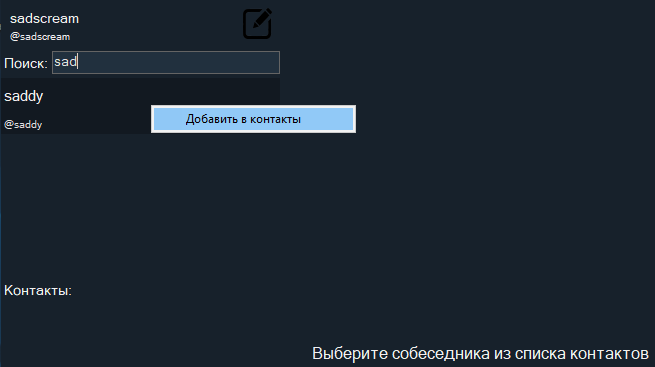 sadscream
@sadscream
Поиск: sad
saddy
@saddy
Добавить в контакты
Контакты:
Выберите собеседника из списка контактов